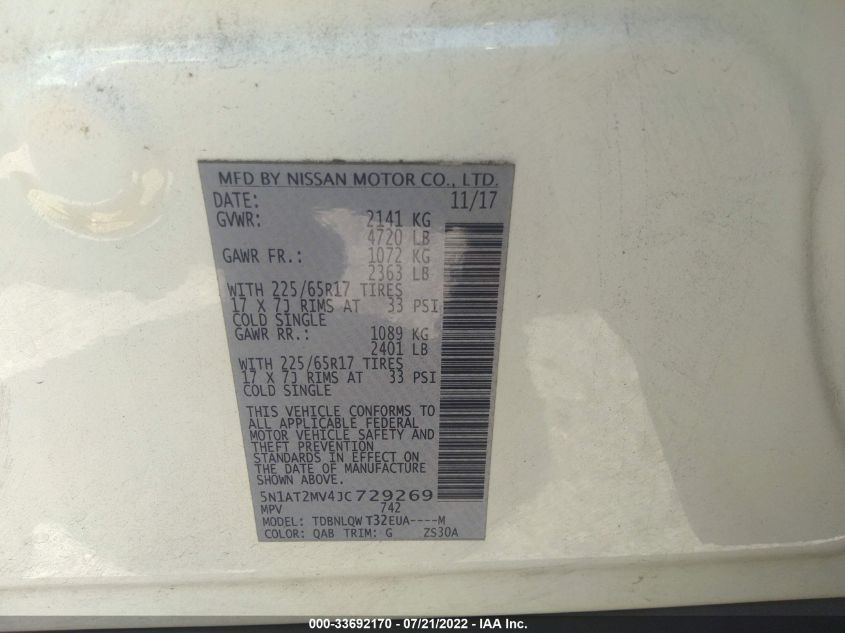 MFD BY NISSAN MOTOR CO., LTD.
DATE: 11/17
GVWR: 2141 KG
4720 LB
GAWR FR.: 1072 KG
2363 LB
WITH 225/65R17 TIRES
17 X 7J RIMS AT 33 PSI
COLD SINGLE
GAWR RR.: 1089 KG
2401 LB
WITH 225/65R17 TIRES
17 X 7J RIMS AT 33 PSI
COLD SINGLE
THIS VEHICLE CONFORMS TO
ALL APPLICABLE FEDERAL
MOTOR VEHICLE SAFETY AND
THEFT PREVENTION
STANDARDS IN EFFECT ON
THE DATE OF MANUFACTURE
SHOWN ABOVE.
5N1AT2MV4JC729269
MPV 742
MODEL: TDBNLQWT32EUA----M
COLOR: QAB TRIM: G ZS30A
000-33692170 - 07/21/2022 - IAA Inc.